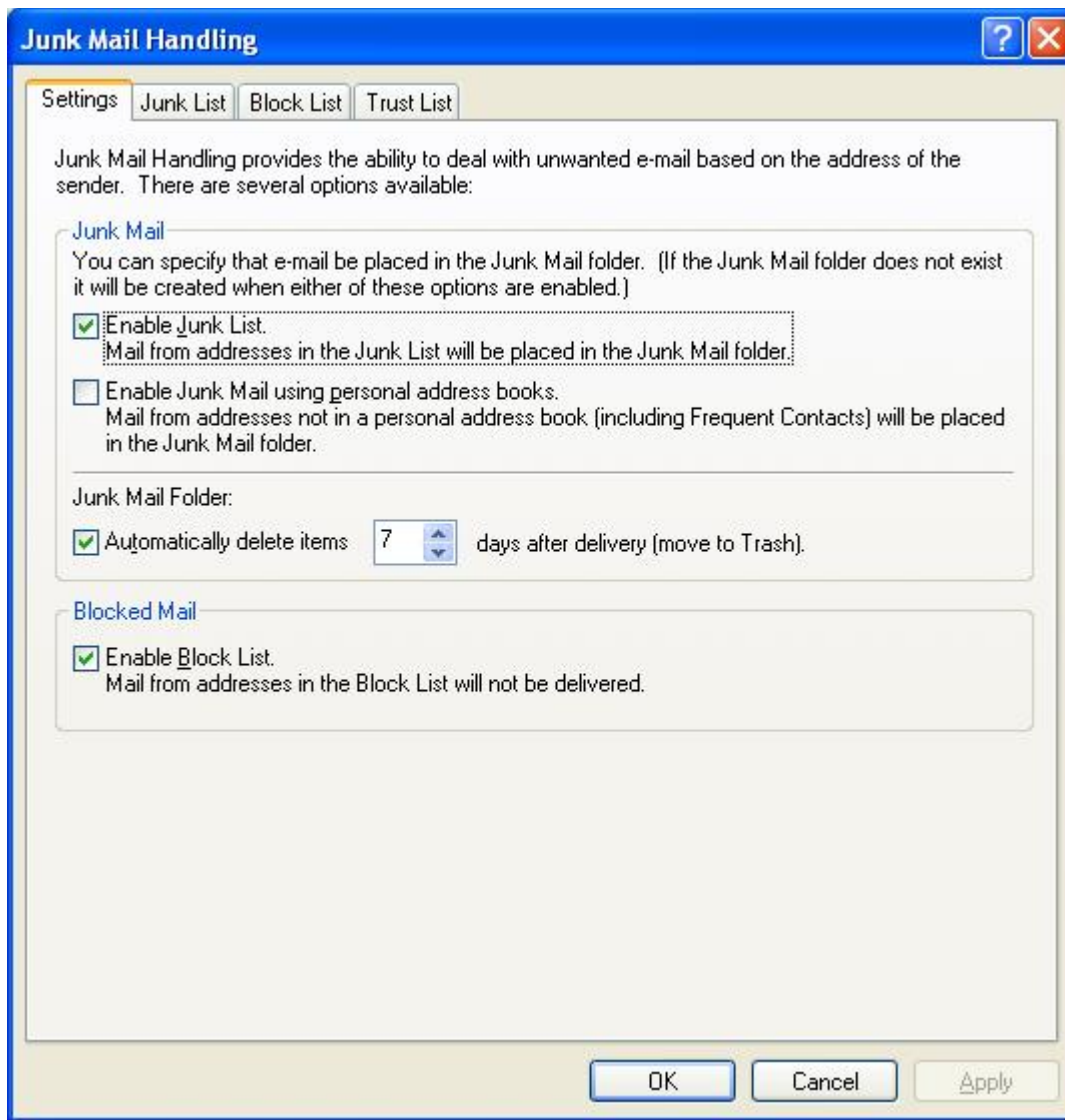 Junk Mail Handling
Settings
Junk List
Block List
Trust List
Junk Mail Handling provides the ability to deal with unwanted e-mail based on the address of the
sender.  There are several options available:
Junk Mail
You can specify that e-mail be placed in the Junk Mail folder.  (If the Junk Mail folder does not exist
it will be created when either of these options are enabled.)
Enable Junk List.
Mail from addresses in the Junk List will be placed in the Junk Mail folder.
Enable Junk Mail using personal address books.
Mail from addresses not in a personal address book (including Frequent Contacts) will be placed
in the Junk Mail folder.
Junk Mail Folder:
Automatically delete items 7 days after delivery (move to Trash).
Blocked Mail
Enable Block List.
Mail from addresses in the Block List will not be delivered.
OK
Cancel
Apply